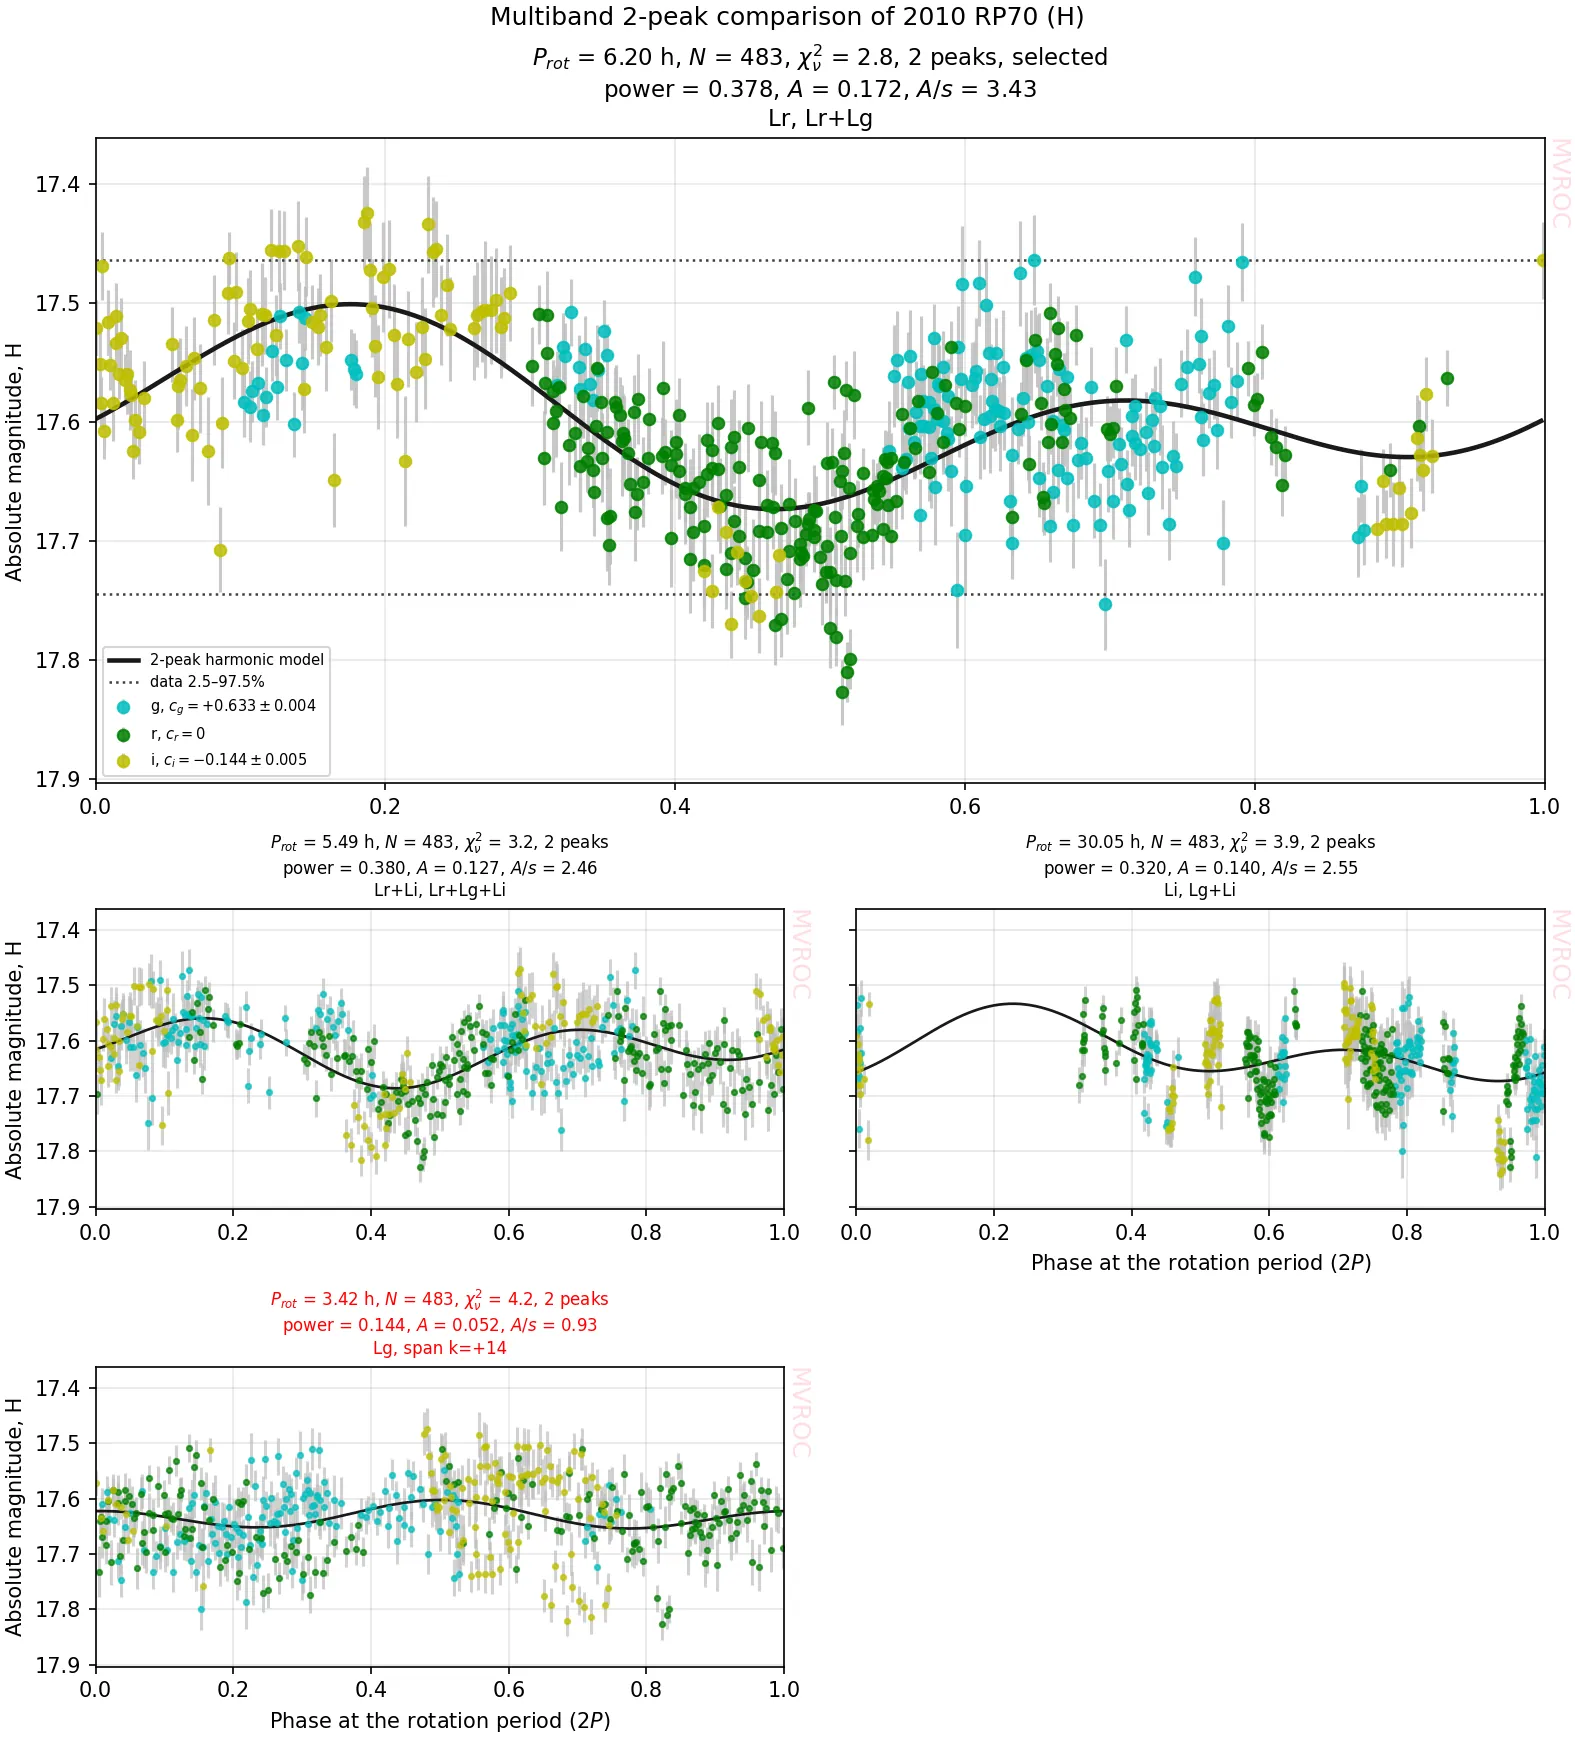 Multiband 2-peak comparison of 2010 RP70 (H)
P_rot = 6.20 h, N = 483, χ²_ν = 2.8, 2 peaks, selected
power = 0.378, A = 0.172, A/s = 3.43
Lr, Lr+Lg
MVROC
Absolute magnitude, H
17.4
17.5
17.6
17.7
17.8
17.9
2-peak harmonic model
data 2.5–97.5%
g, c_g = +0.633 ± 0.004
r, c_r = 0
i, c_i = −0.144 ± 0.005
0.0 0.2 0.4 0.6 0.8 1.0
P_rot = 5.49 h, N = 483, χ²_ν = 3.2, 2 peaks
power = 0.380, A = 0.127, A/s = 2.46
Lr+Li, Lr+Lg+Li
MVROC
Absolute magnitude, H
17.4
17.5
17.6
17.7
17.8
17.9
0.0 0.2 0.4 0.6 0.8 1.0
P_rot = 30.05 h, N = 483, χ²_ν = 3.9, 2 peaks
power = 0.320, A = 0.140, A/s = 2.55
Li, Lg+Li
MVROC
0.0 0.2 0.4 0.6 0.8 1.0
Phase at the rotation period (2P)
P_rot = 3.42 h, N = 483, χ²_ν = 4.2, 2 peaks
power = 0.144, A = 0.052, A/s = 0.93
Lg, span k=+14
MVROC
Absolute magnitude, H
17.4
17.5
17.6
17.7
17.8
17.9
0.0 0.2 0.4 0.6 0.8 1.0
Phase at the rotation period (2P)